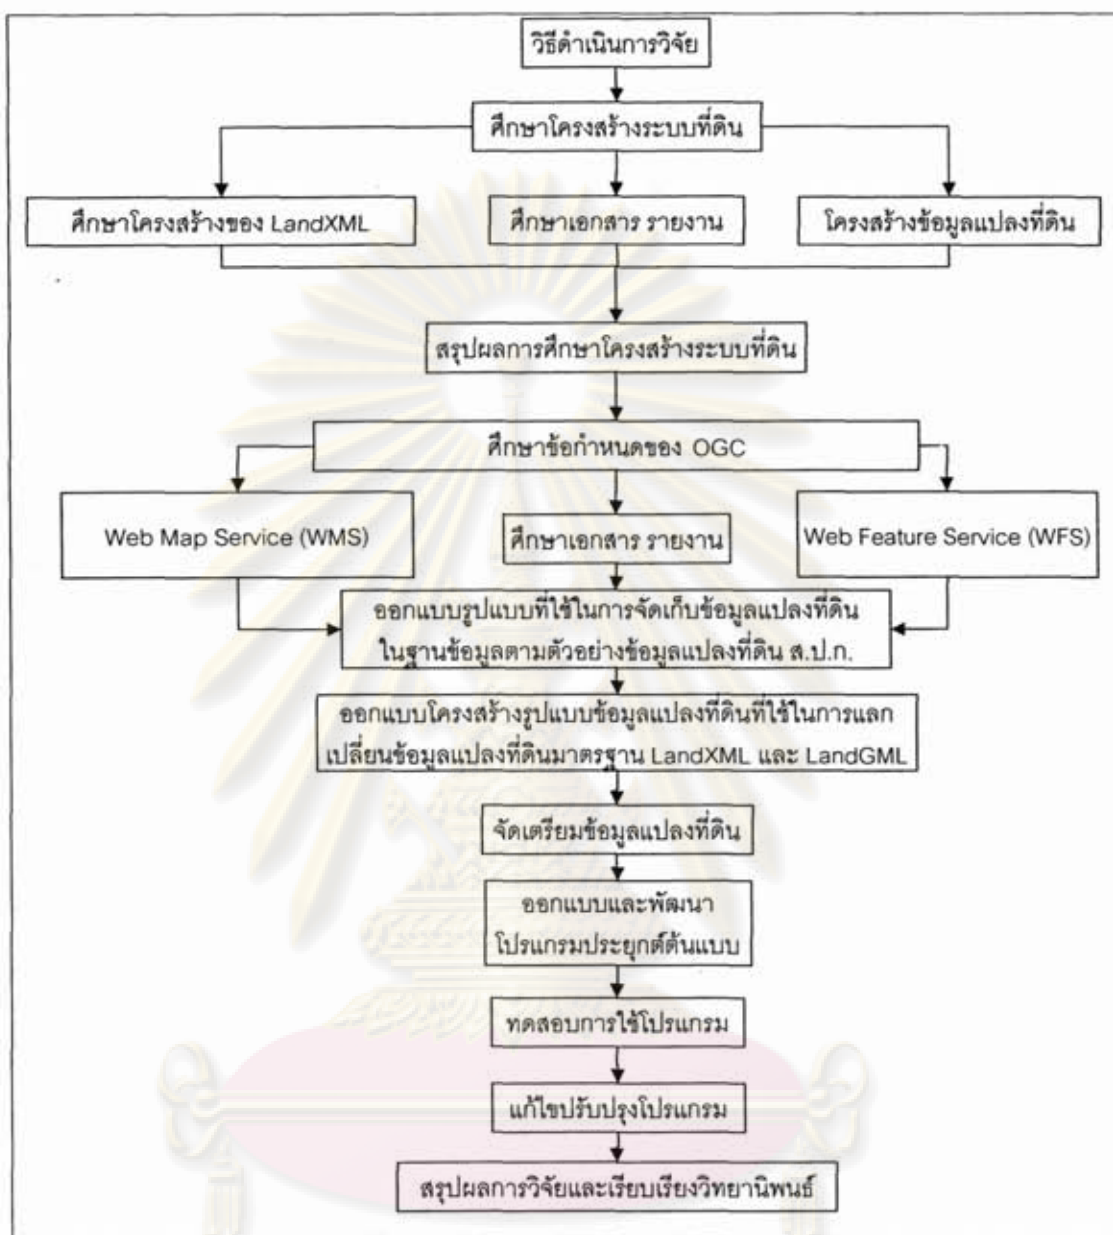 วิธีดำเนินการวิจัย
ศึกษาโครงสร้างระบบที่ดิน
ศึกษาโครงสร้างของ LandXML
ศึกษาเอกสาร รายงาน
โครงสร้างข้อมูลแปลงที่ดิน
สรุปผลการศึกษาโครงสร้างระบบที่ดิน
ศึกษาข้อกำหนดของ OGC
Web Map Service (WMS)
ศึกษาเอกสาร รายงาน
Web Feature Service (WFS)
ออกแบบรูปแบบที่ใช้ในการจัดเก็บข้อมูลแปลงที่ดิน
ในฐานข้อมูลตามตัวอย่างข้อมูลแปลงที่ดิน ส.ป.ก.
ออกแบบโครงสร้างรูปแบบข้อมูลแปลงที่ดินที่ใช้ในการแลก
เปลี่ยนข้อมูลแปลงที่ดินมาตรฐาน LandXML และ LandGML
จัดเตรียมข้อมูลแปลงที่ดิน
ออกแบบและพัฒนา
โปรแกรมประยุกต์ต้นแบบ
ทดสอบการใช้โปรแกรม
แก้ไขปรับปรุงโปรแกรม
สรุปผลการวิจัยและเรียบเรียงวิทยานิพนธ์